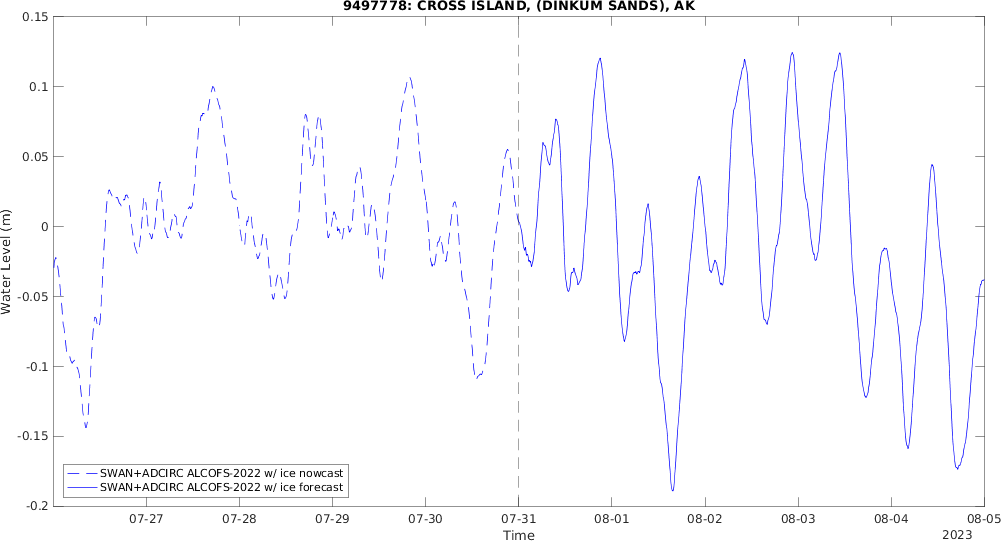 9497778: CROSS ISLAND, (DINKUM SANDS), AK
Water Level (m)
0.15
0.1
0.05
0
-0.05
-0.1
-0.15
-0.2
SWAN+ADCIRC ALCOFS-2022 w/ ice nowcast
SWAN+ADCIRC ALCOFS-2022 w/ ice forecast
07-27 07-28 07-29 07-30 07-31 08-01 08-02 08-03 08-04 08-05
Time
2023